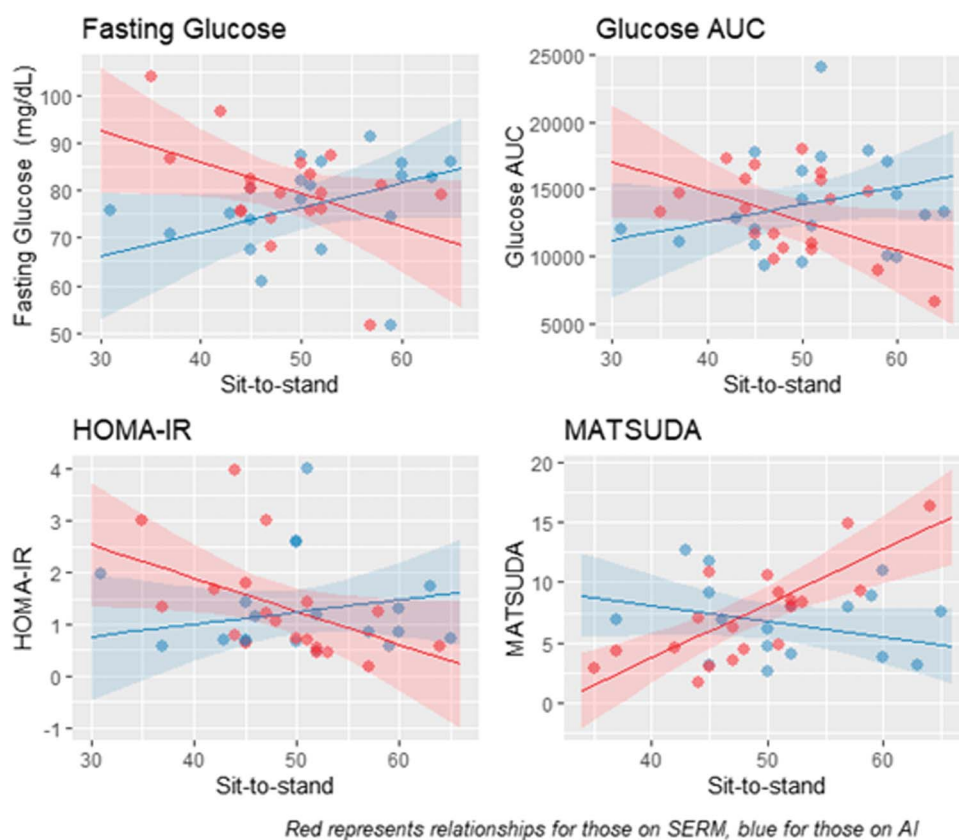 Fasting Glucose
Fasting Glucose (mg/dL)
100
90
80
70
60
50
30 40 50 60
Sit-to-stand
Glucose AUC
Glucose AUC
25000
20000
15000
10000
5000
30 40 50 60
Sit-to-stand
HOMA-IR
HOMA-IR
4
3
2
1
0
-1
30 40 50 60
Sit-to-stand
MATSUDA
MATSUDA
20
15
10
5
0
40 50 60
Sit-to-stand
Red represents relationships for those on SERM, blue for those on AI